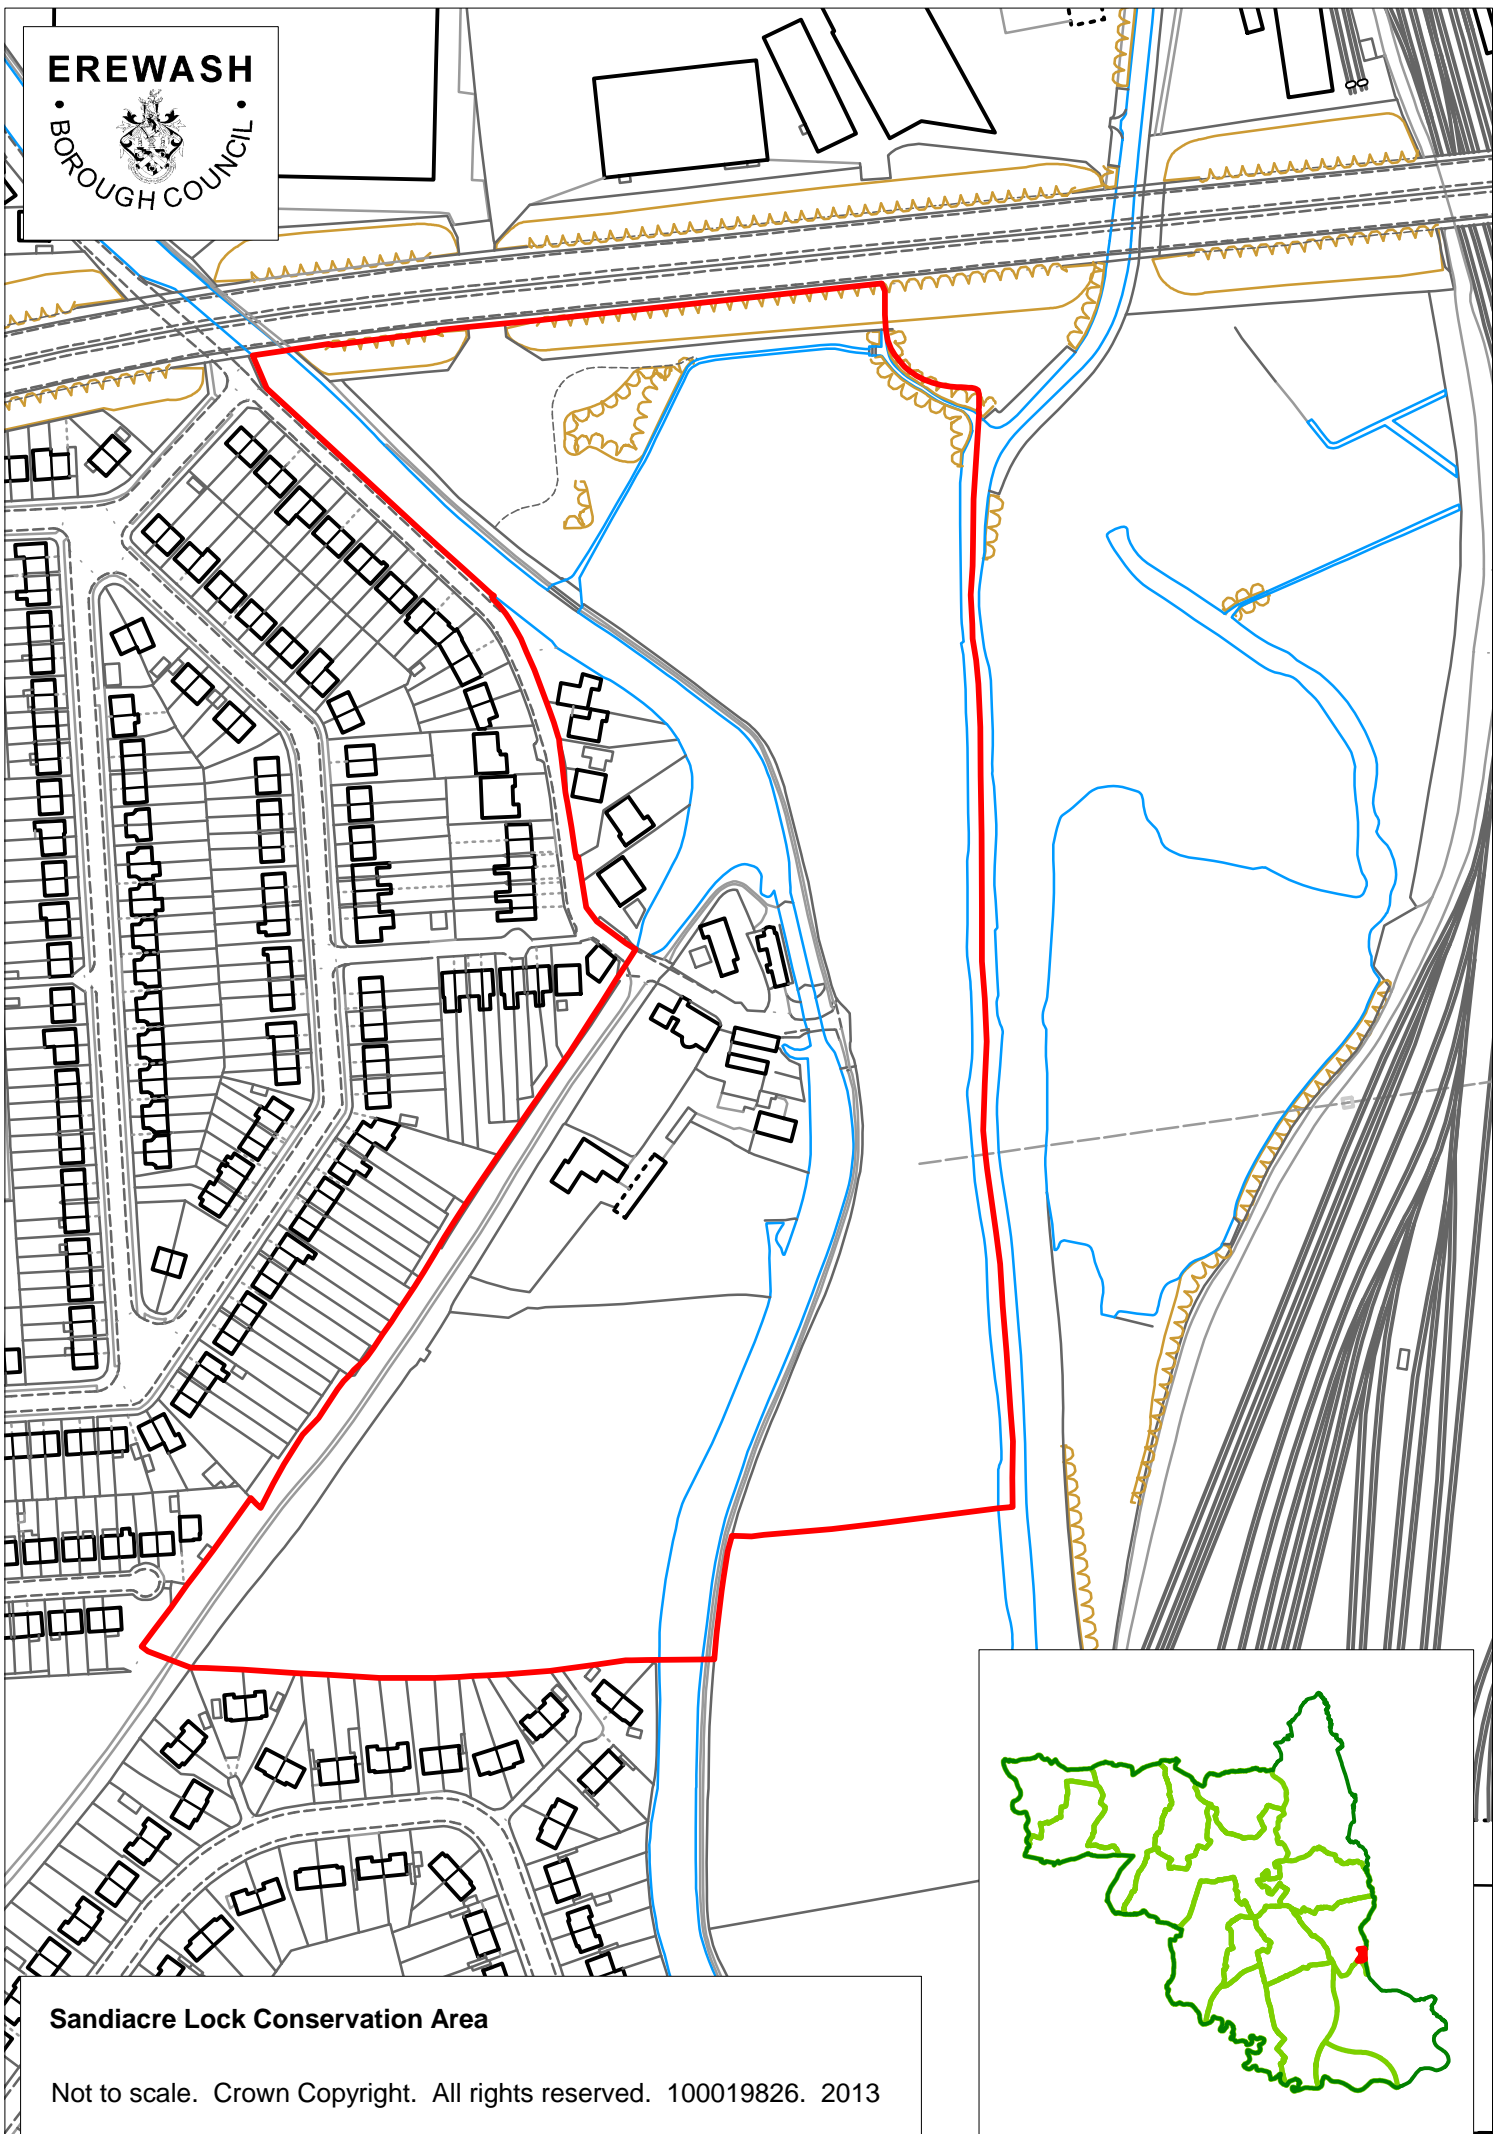 EREWASH
• BOROUGH COUNCIL •
Sandiacre Lock Conservation Area
Not to scale. Crown Copyright. All rights reserved. 100019826. 2013